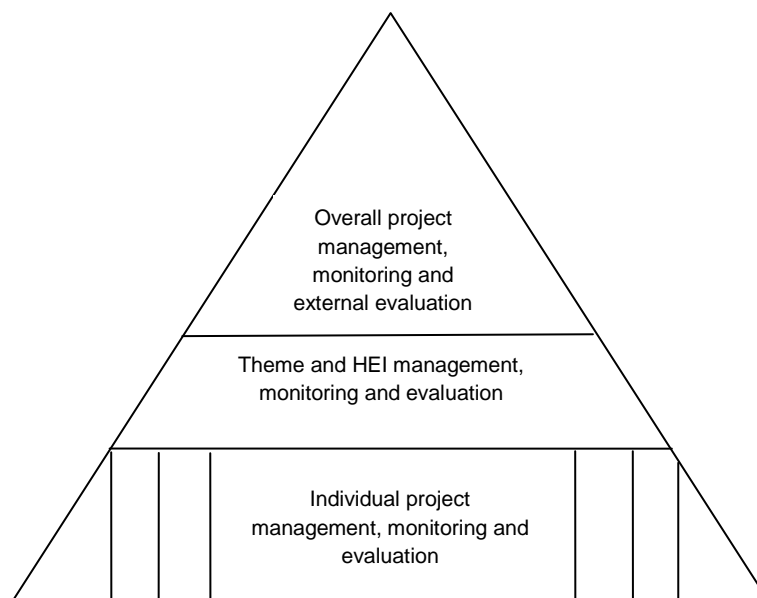 Overall project
management,
monitoring and
external evaluation
Theme and HEI management,
monitoring and evaluation
Individual project
management, monitoring and
evaluation